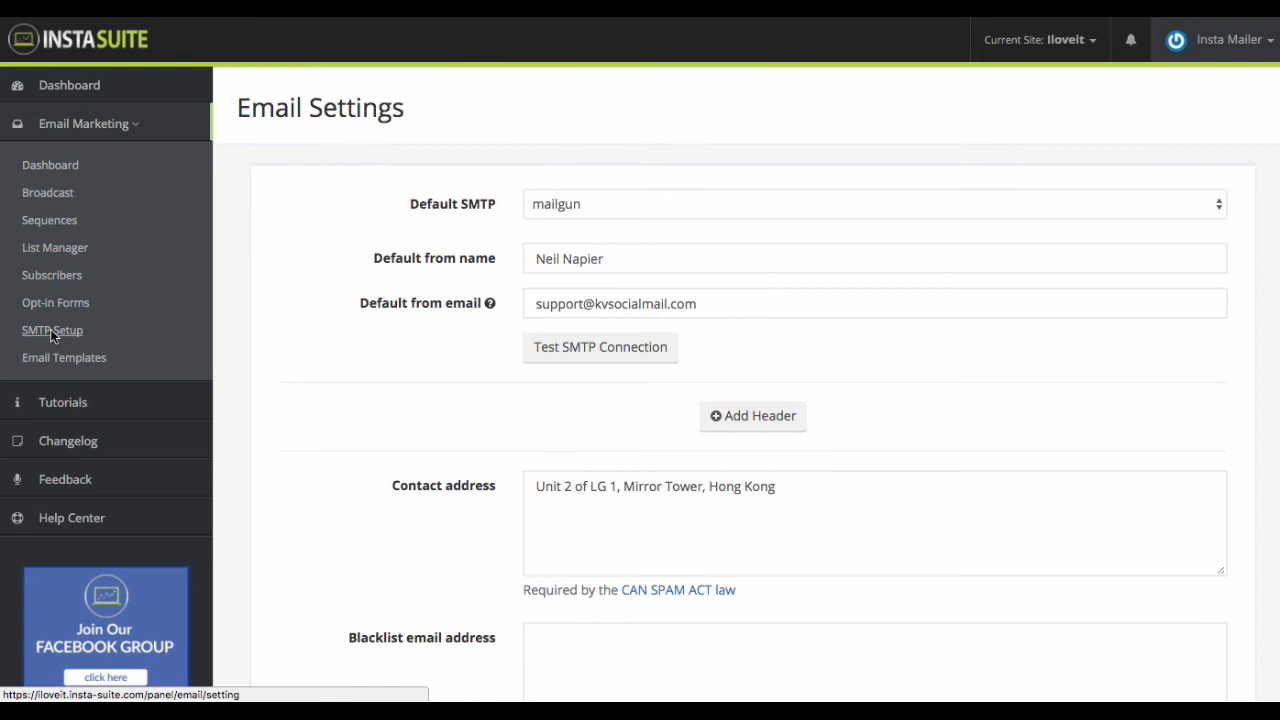 INSTASUITE
Current Site: Iloveit
Insta Mailer
Dashboard
Email Marketing
Dashboard
Broadcast
Sequences
List Manager
Subscribers
Opt-in Forms
SMTP Setup
Email Templates
Tutorials
Changelog
Feedback
Help Center
Join Our
FACEBOOK GROUP
click here
https://iloveit.insta-suite.com/panel/email/setting
Email Settings
Default SMTP
mailgun
Default from name
Neil Napier
Default from email
support@kvsocialmail.com
Test SMTP Connection
Add Header
Contact address
Unit 2 of LG 1, Mirror Tower, Hong Kong
Required by the CAN SPAM ACT law
Blacklist email address